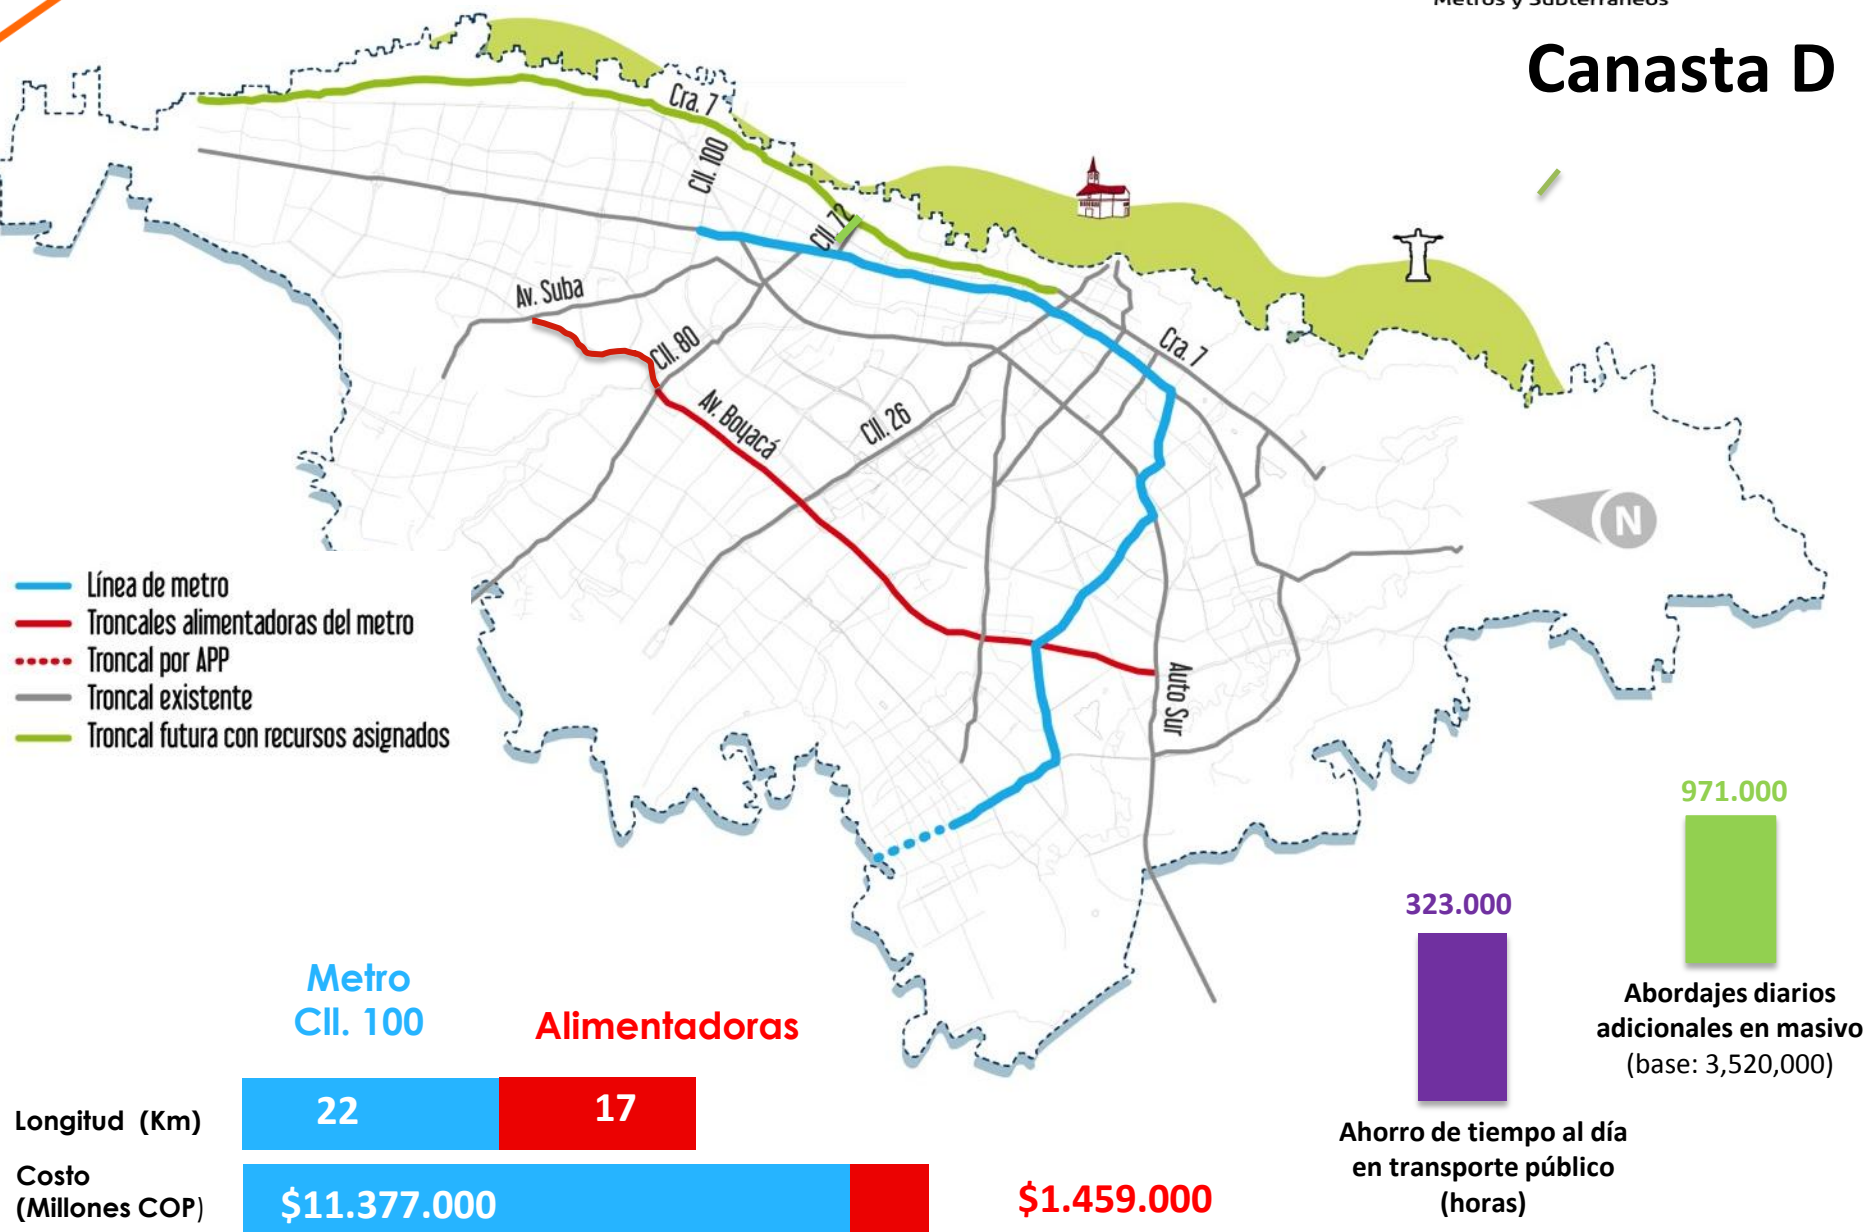 Metros y Subterráneos
Canasta D
Cra. 7
Cll. 100
Cll. 72
Av. Suba
Cll. 80
Av. Boyacá
Cll. 26
Cra. 7
Auto Sur
N
Línea de metro
Troncales alimentadoras del metro
Troncal por APP
Troncal existente
Troncal futura con recursos asignados
971.000
Abordajes diarios
adicionales en masivo
(base: 3,520,000)
323.000
Ahorro de tiempo al día
en transporte público
(horas)
Metro
Cll. 100
Alimentadoras
Longitud (Km)
22
17
Costo
(Millones COP)
$11.377.000
$1.459.000